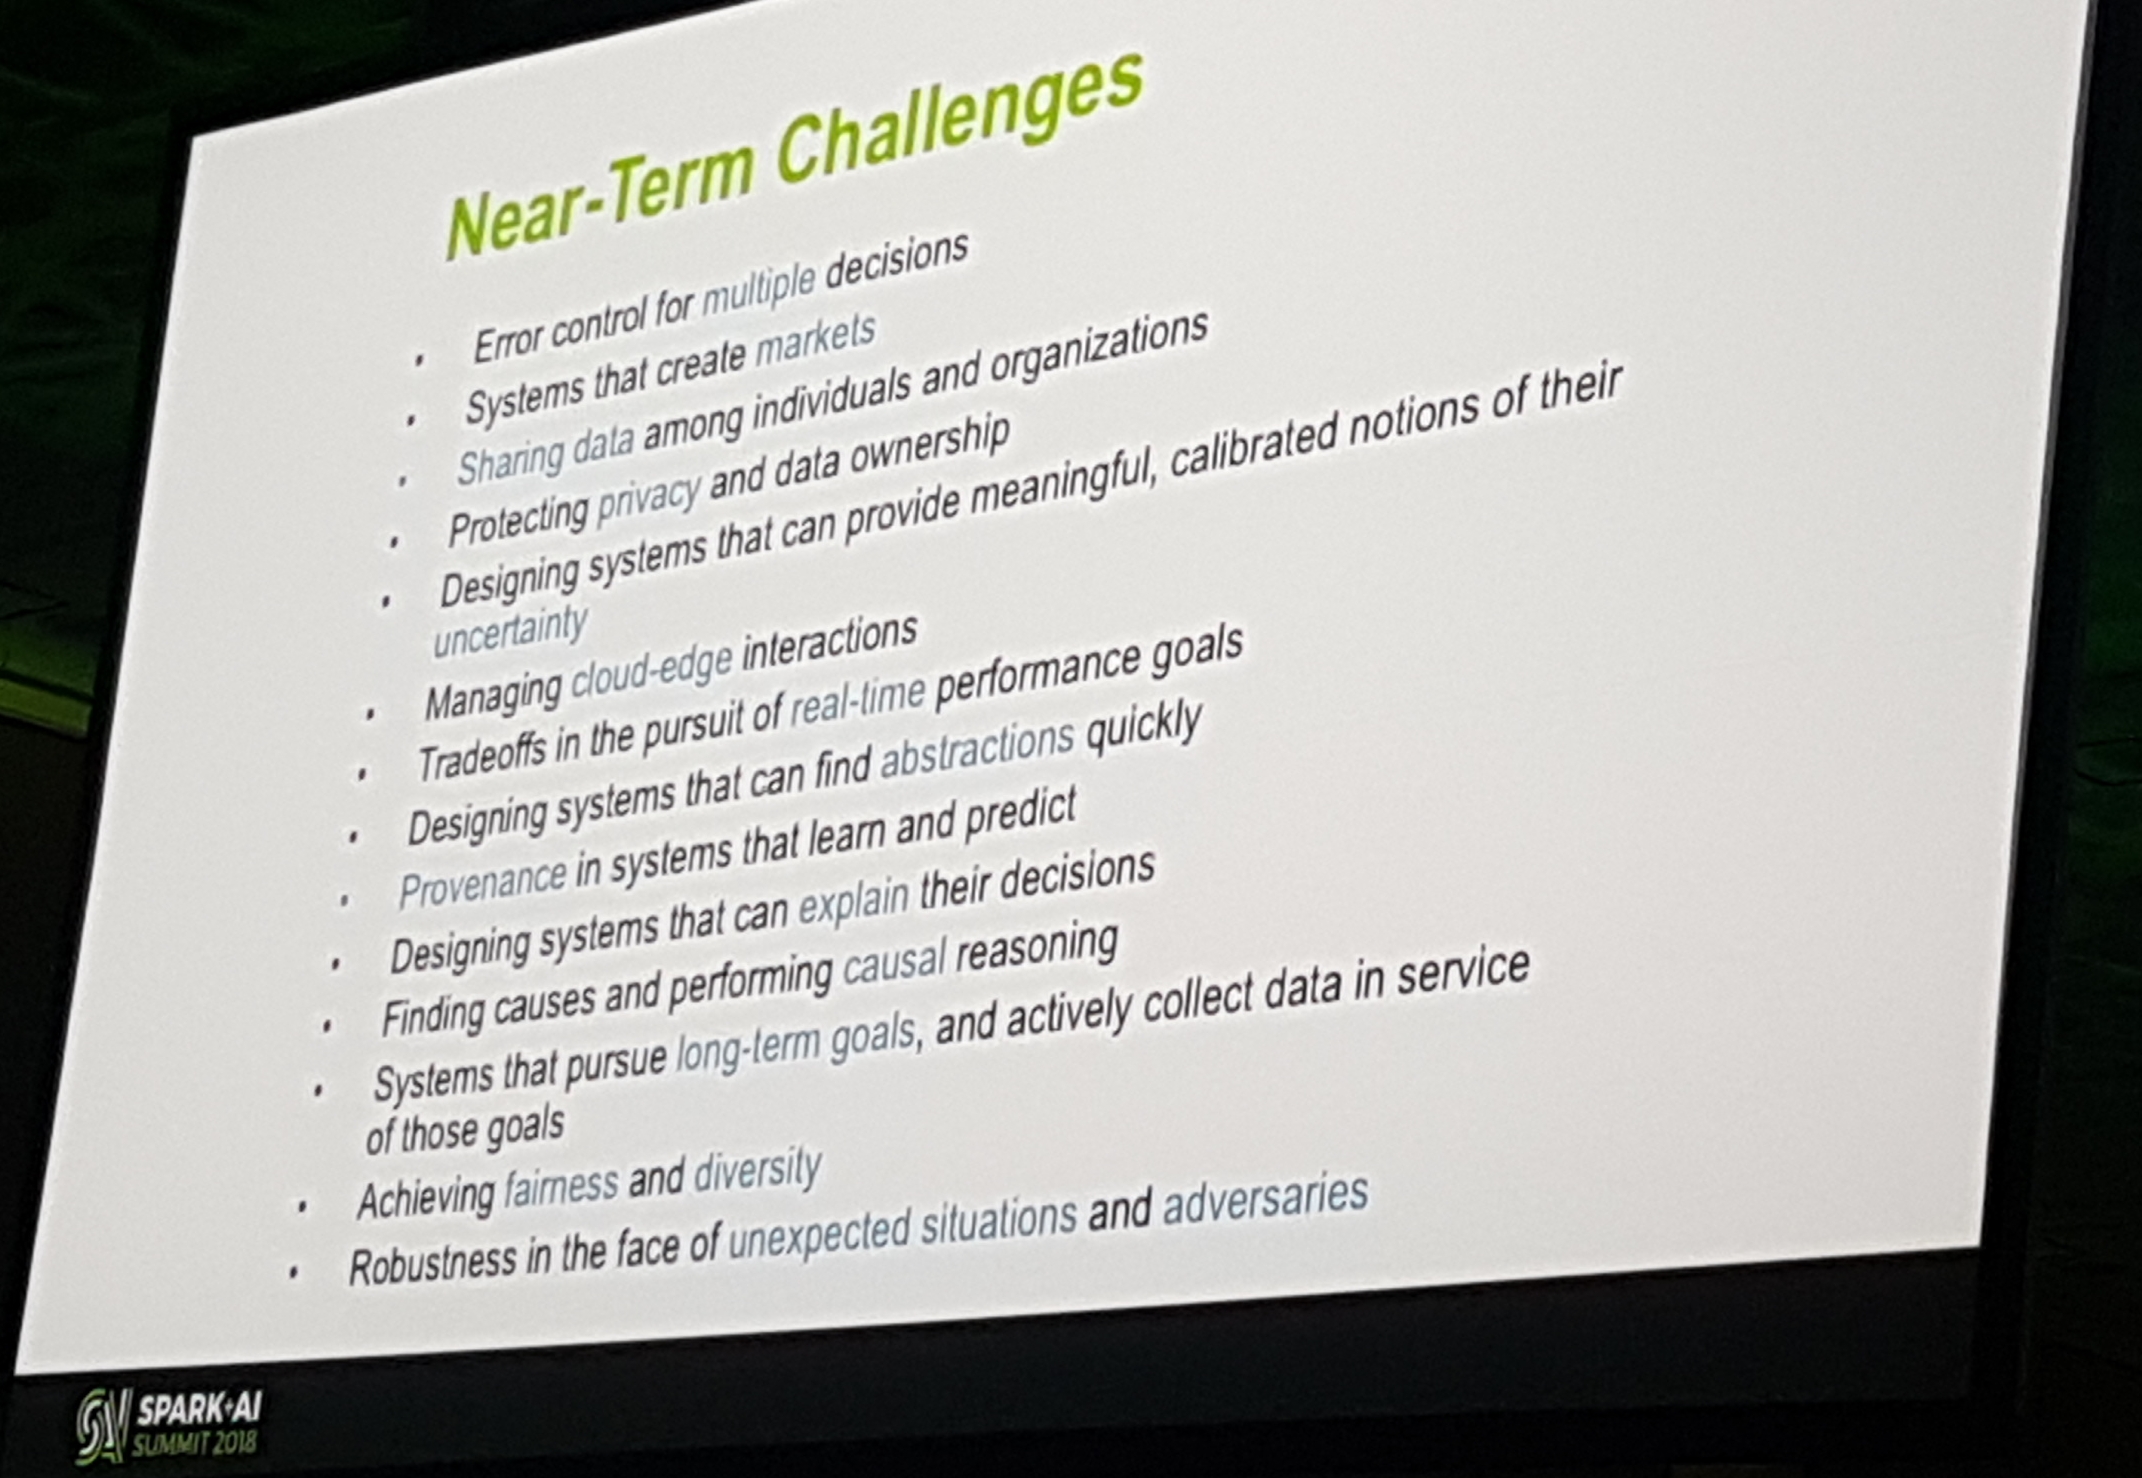 Near-Term Challenges
• Error control for multiple decisions
• Systems that create markets
• Sharing data among individuals and organizations
• Protecting privacy and data ownership
• Designing systems that can provide meaningful, calibrated notions of their
uncertainty
• Managing cloud-edge interactions
• Tradeoffs in the pursuit of real-time performance goals
• Designing systems that can find abstractions quickly
• Provenance in systems that learn and predict
• Designing systems that can explain their decisions
• Finding causes and performing causal reasoning
• Systems that pursue long-term goals, and actively collect data in service
of those goals
• Achieving fairness and diversity
• Robustness in the face of unexpected situations and adversaries
SPARK+AI
SUMMIT 2018